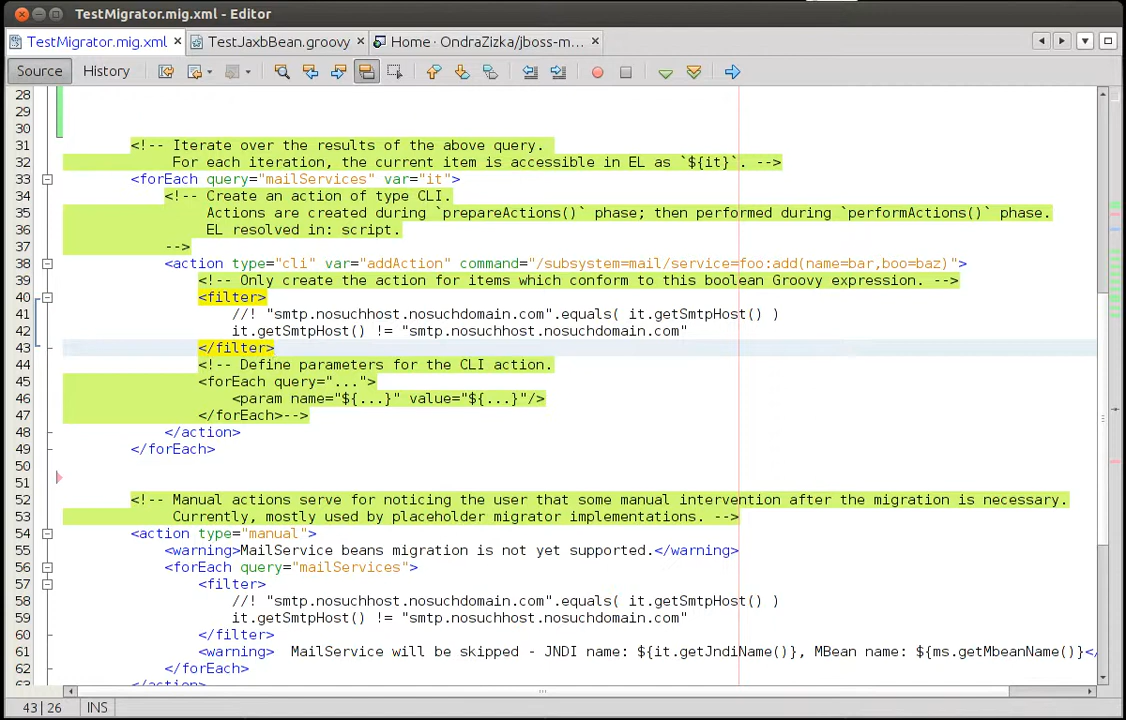 TestMigrator.mig.xml - Editor
TestMigrator.mig.xml TestJaxbBean.groovy Home · OndraZizka/jboss-m...
Source History
28
29
30
31 <!-- Iterate over the results of the above query.
32 For each iteration, the current item is accessible in EL as `${it}`. -->
33 <forEach query="mailServices" var="it">
34 <!-- Create an action of type CLI.
35 Actions are created during `prepareActions()` phase; then performed during `performActions()` phase.
36 EL resolved in: script.
37 -->
38 <action type="cli" var="addAction" command="/subsystem=mail/service=foo:add(name=bar,boo=baz)">
39 <!-- Only create the action for items which conform to this boolean Groovy expression. -->
40 <filter>
41 //! "smtp.nosuchhost.nosuchdomain.com".equals( it.getSmtpHost() )
42 it.getSmtpHost() != "smtp.nosuchhost.nosuchdomain.com"
43 </filter>
44 <!-- Define parameters for the CLI action.
45 <forEach query="...">
46 <param name="${...}" value="${...}"/>
47 </forEach>-->
48 </action>
49 </forEach>
50
51
52 <!-- Manual actions serve for noticing the user that some manual intervention after the migration is necessary.
53 Currently, mostly used by placeholder migrator implementations. -->
54 <action type="manual">
55 <warning>MailService beans migration is not yet supported.</warning>
56 <forEach query="mailServices">
57 <filter>
58 //! "smtp.nosuchhost.nosuchdomain.com".equals( it.getSmtpHost() )
59 it.getSmtpHost() != "smtp.nosuchhost.nosuchdomain.com"
60 </filter>
61 <warning> MailService will be skipped - JNDI name: ${it.getJndiName()}, MBean name: ${ms.getMbeanName()}</
62 </forEach>
63 </action>
43|26 INS